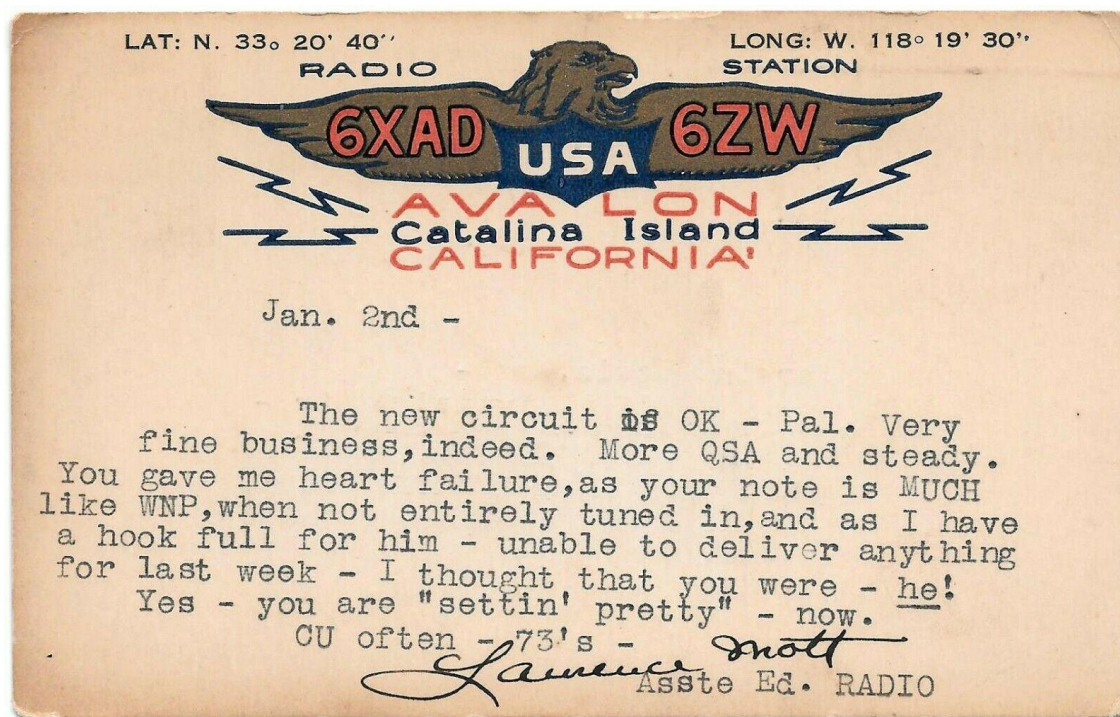 LAT: N. 33o 20' 40'' LONG: W. 118o 19' 30''
RADIO STATION
6XAD USA 6ZW
AVALON
Catalina Island
CALIFORNIA'
Jan. 2nd -
The new circuit is OK - Pal. Very
fine business,indeed. More QSA and steady.
You gave me heart failure,as your note is MUCH
like WNP,when not entirely tuned in,and as I have
a hook full for him - unable to deliver anything
for last week - I thought that you were - he!
Yes - you are "settin' pretty" - now.
CU often - 73's -
Lawrence Mott
Asste Ed. RADIO